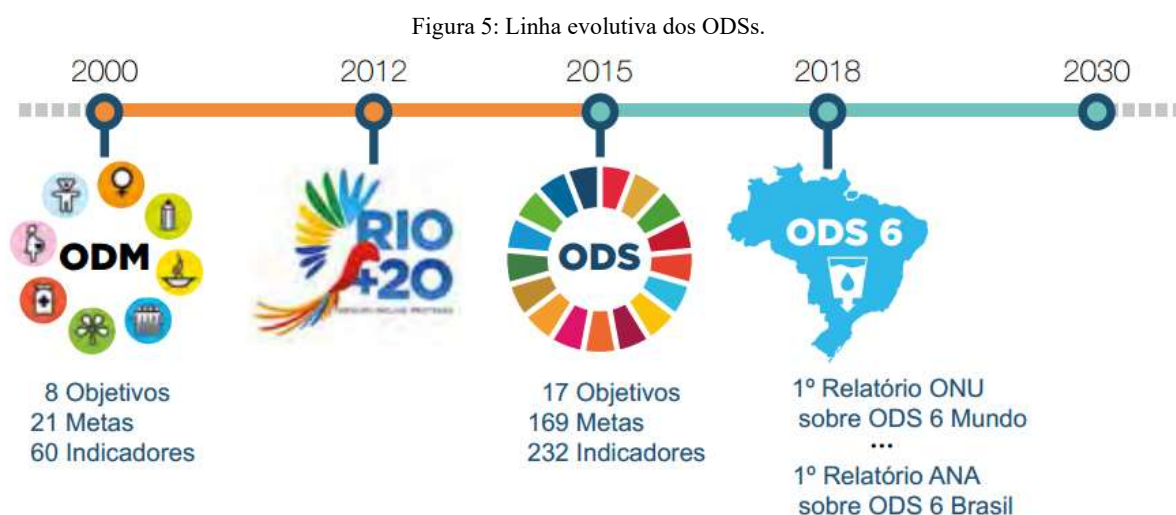 Figura 5: Linha evolutiva dos ODSs.
2000
2012
2015
2018
2030
ODM
RIO
+20
ODS
ODS 6
8 Objetivos
21 Metas
60 Indicadores
17 Objetivos
169 Metas
232 Indicadores
1º Relatório ONU
sobre ODS 6 Mundo
...
1º Relatório ANA
sobre ODS 6 Brasil